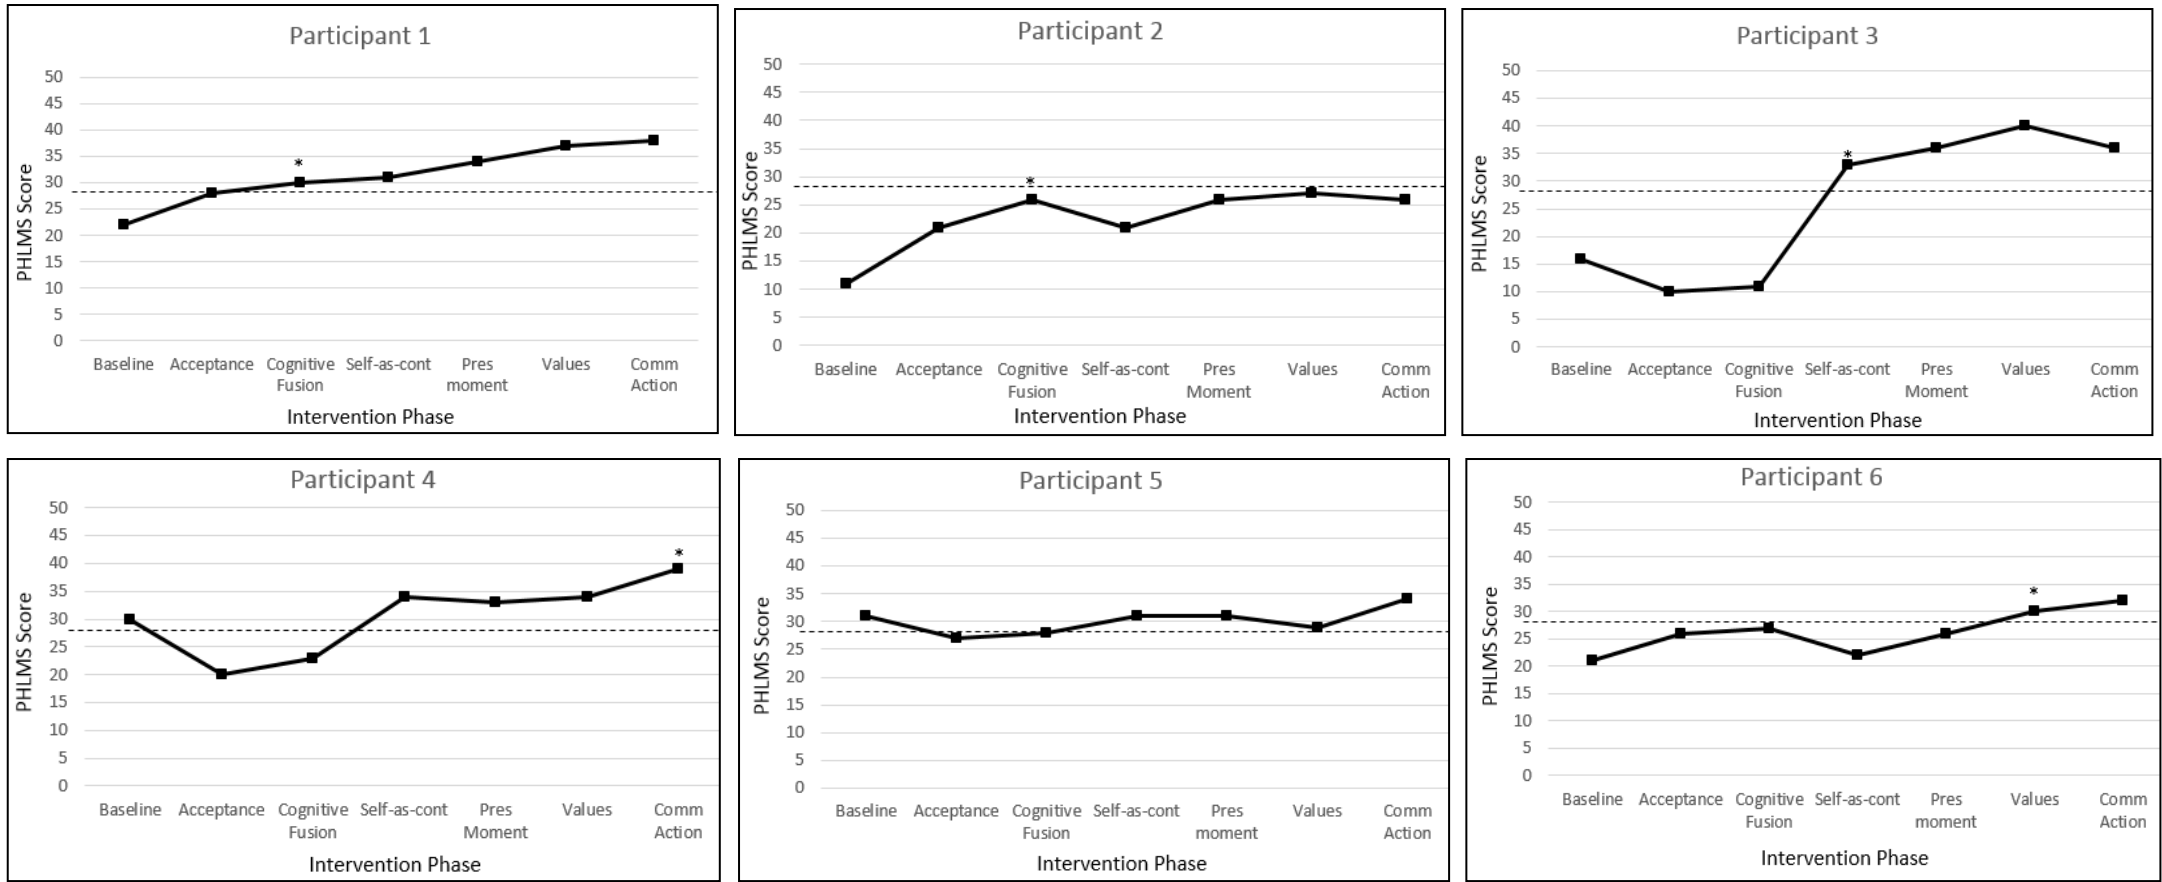 Participant 1
50
45
40
35
30
25
20
15
10
5
0
PHLMS Score
*
Baseline Acceptance Cognitive Self-as-cont Pres Values Comm
Fusion moment Action
Intervention Phase
Participant 2
50
45
40
35
30
25
20
15
10
5
0
PHLMS Score
*
Baseline Acceptance Cognitive Self-as-cont Pres Values Comm
Fusion Moment Action
Intervention Phase
Participant 3
50
45
40
35
30
25
20
15
10
5
0
PHLMS Score
*
Baseline Acceptance Cognitive Self-as-cont Pres Values Comm
Fusion Moment Action
Intervention Phase
Participant 4
50
45
40
35
30
25
20
15
10
5
0
PHLMS Score
*
Baseline Acceptance Cognitive Self-as-cont Pres Values Comm
Fusion Moment Action
Intervention Phase
Participant 5
50
45
40
35
30
25
20
15
10
5
0
PHLMS Score
Baseline Acceptance Cognitive Self-as-cont Pres Values Comm
Fusion moment Action
Intervention Phase
Participant 6
50
45
40
35
30
25
20
15
10
5
0
PHLMS Score
*
Baseline Acceptance Cognitive Self-as-cont Pres Values Comm
Fusion moment Action
Intervention Phase